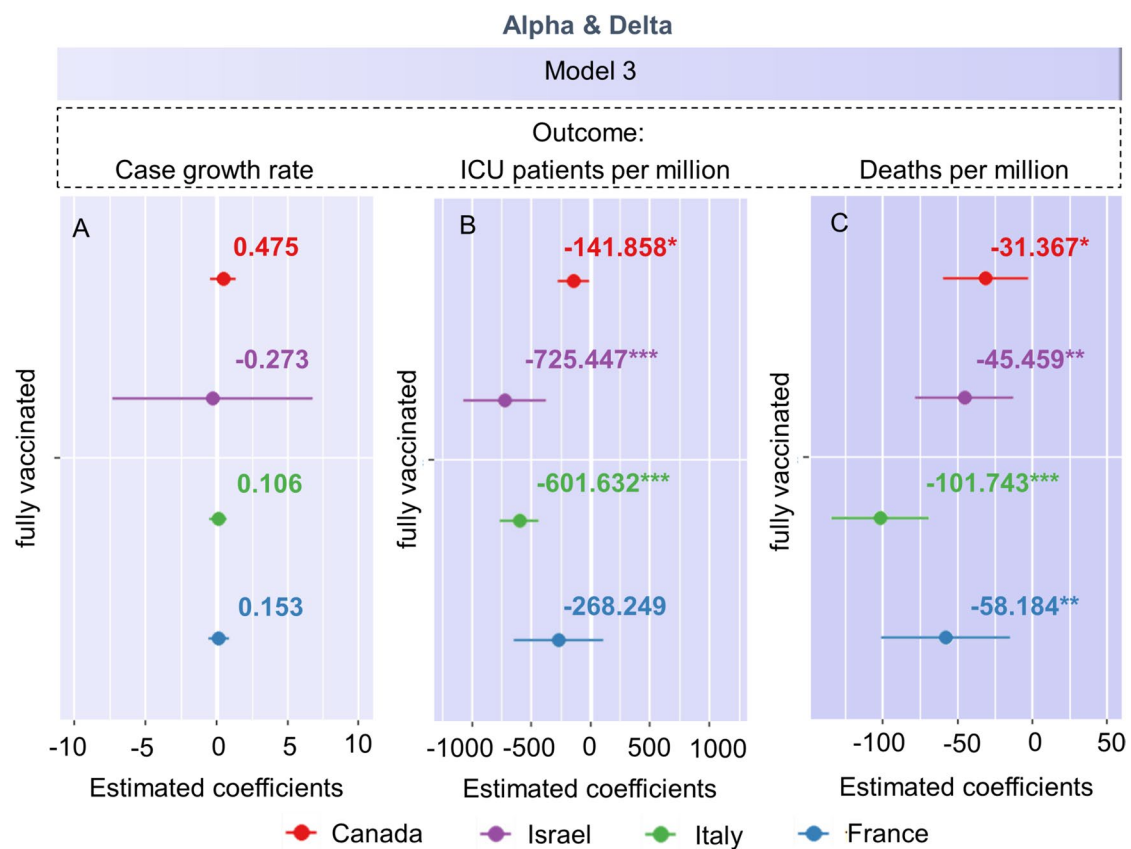 Alpha & Delta
Model 3
Outcome:
Case growth rate
ICU patients per million
Deaths per million
A
0.475
-0.273
0.106
0.153
fully vaccinated
-10 -5 0 5 10
Estimated coefficients
B
-141.858*
-725.447***
-601.632***
-268.249
fully vaccinated
-1000 -500 0 500 1000
Estimated coefficients
C
-31.367*
-45.459**
-101.743***
-58.184**
fully vaccinated
-100 -50 0 50
Estimated coefficients
Canada Israel Italy France